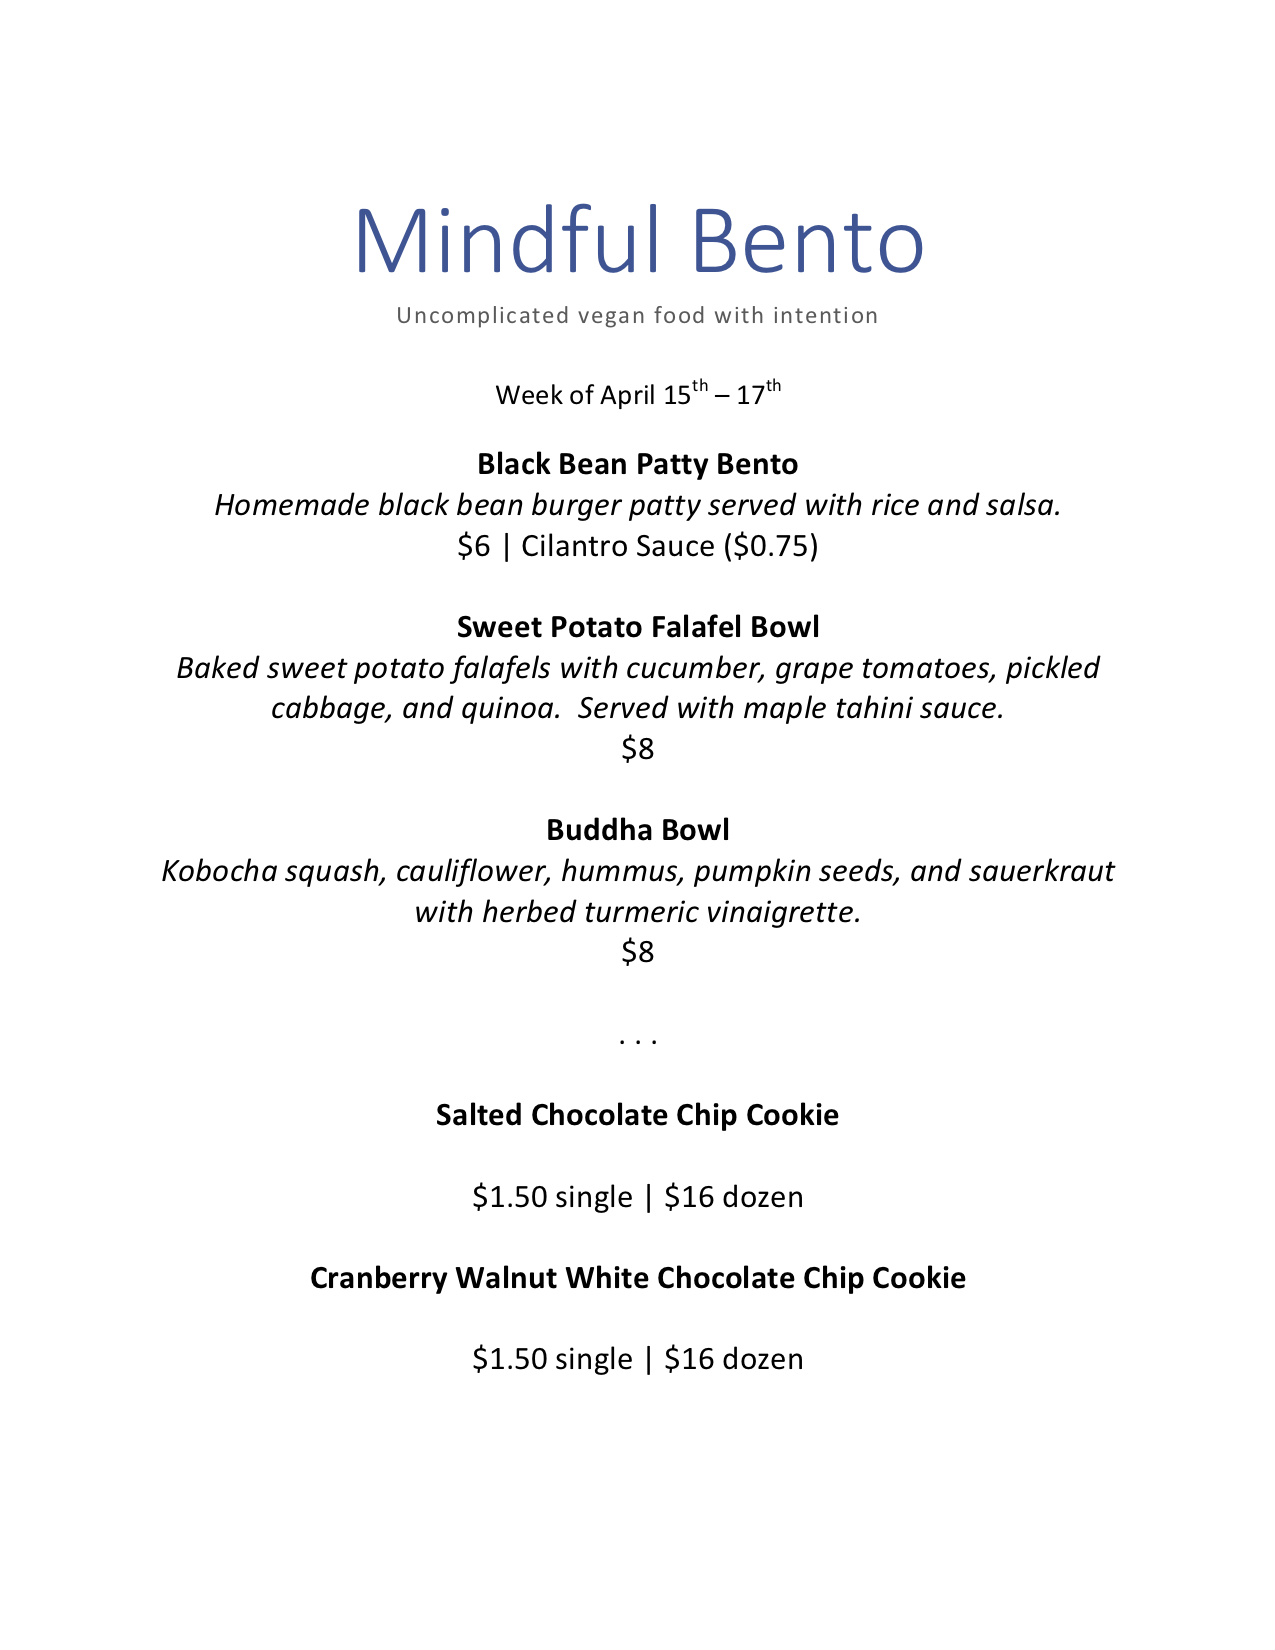 Mindful Bento
Uncomplicated vegan food with intention
Week of April 15th – 17th
Black Bean Patty Bento
Homemade black bean burger patty served with rice and salsa.
$6 | Cilantro Sauce ($0.75)
Sweet Potato Falafel Bowl
Baked sweet potato falafels with cucumber, grape tomatoes, pickled
cabbage, and quinoa.  Served with maple tahini sauce.
$8
Buddha Bowl
Kobocha squash, cauliflower, hummus, pumpkin seeds, and sauerkraut
with herbed turmeric vinaigrette.
$8
. . .
Salted Chocolate Chip Cookie
$1.50 single | $16 dozen
Cranberry Walnut White Chocolate Chip Cookie
$1.50 single | $16 dozen